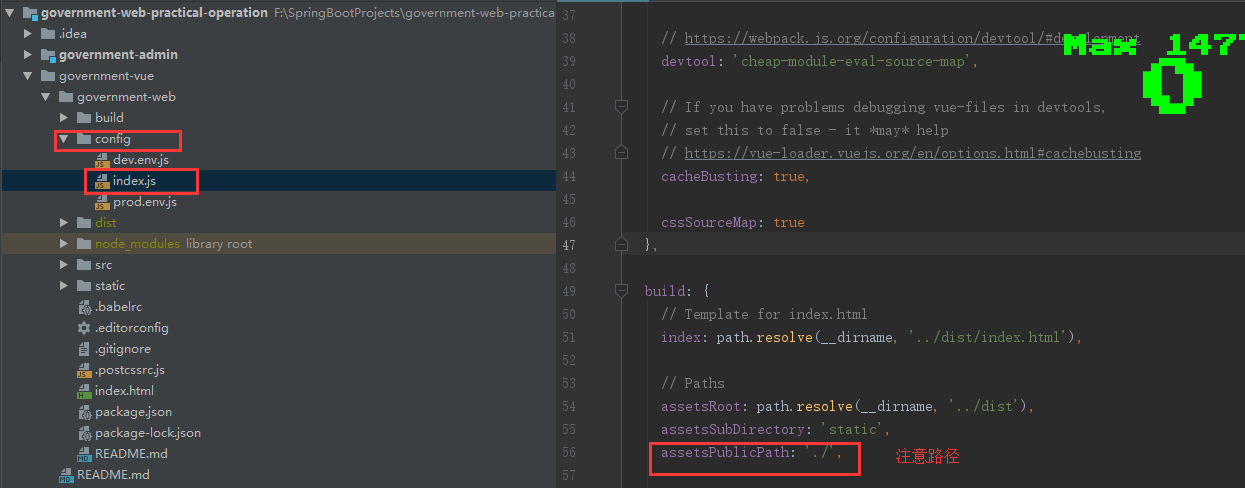 government-web-practical-operation F:\SpringBootProjects\government-web-practica
.idea
government-admin
government-vue
government-web
build
config
dev.env.js
index.js
prod.env.js
dist
node_modules library root
src
static
.babelrc
.editorconfig
.gitignore
.postcssrc.js
index.html
package.json
package-lock.json
README.md
README.md
37
38 // https://webpack.js.org/configuration/devtool/#development
39 devtool: 'cheap-module-eval-source-map',
40
41 // If you have problems debugging vue-files in devtools,
42 // set this to false - it *may* help
43 // https://vue-loader.vuejs.org/en/options.html#cachebusting
44 cacheBusting: true,
45
46 cssSourceMap: true
47 },
48
49 build: {
50 // Template for index.html
51 index: path.resolve(__dirname, '../dist/index.html'),
52
53 // Paths
54 assetsRoot: path.resolve(__dirname, '../dist'),
55 assetsSubDirectory: 'static',
56 assetsPublicPath: './', 注意路径
57
Max 147
0